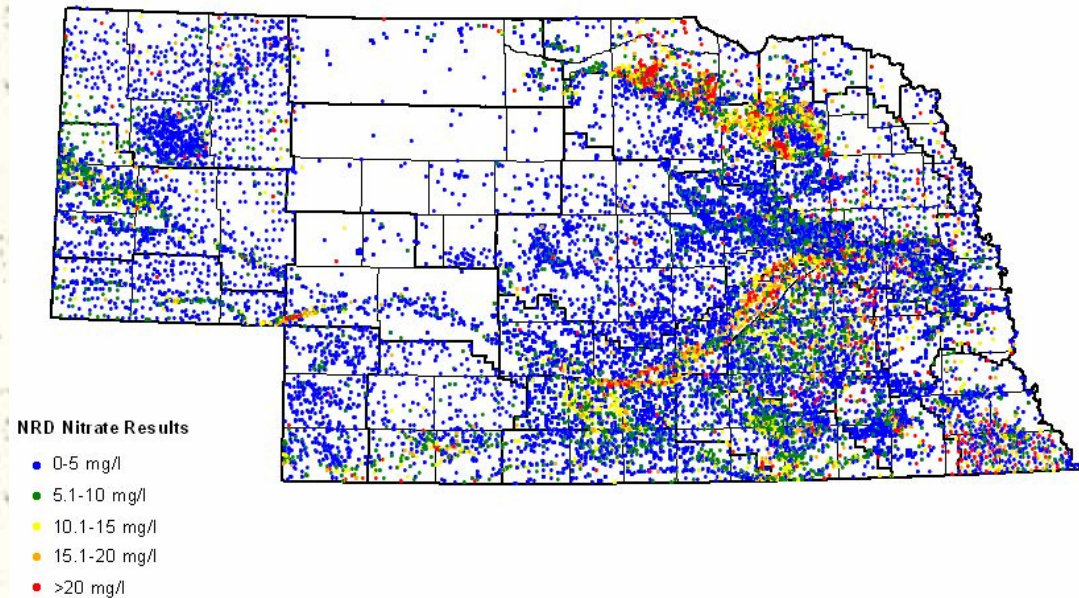 NRD Nitrate Results
0-5 mg/l
5.1-10 mg/l
10.1-15 mg/l
15.1-20 mg/l
>20 mg/l